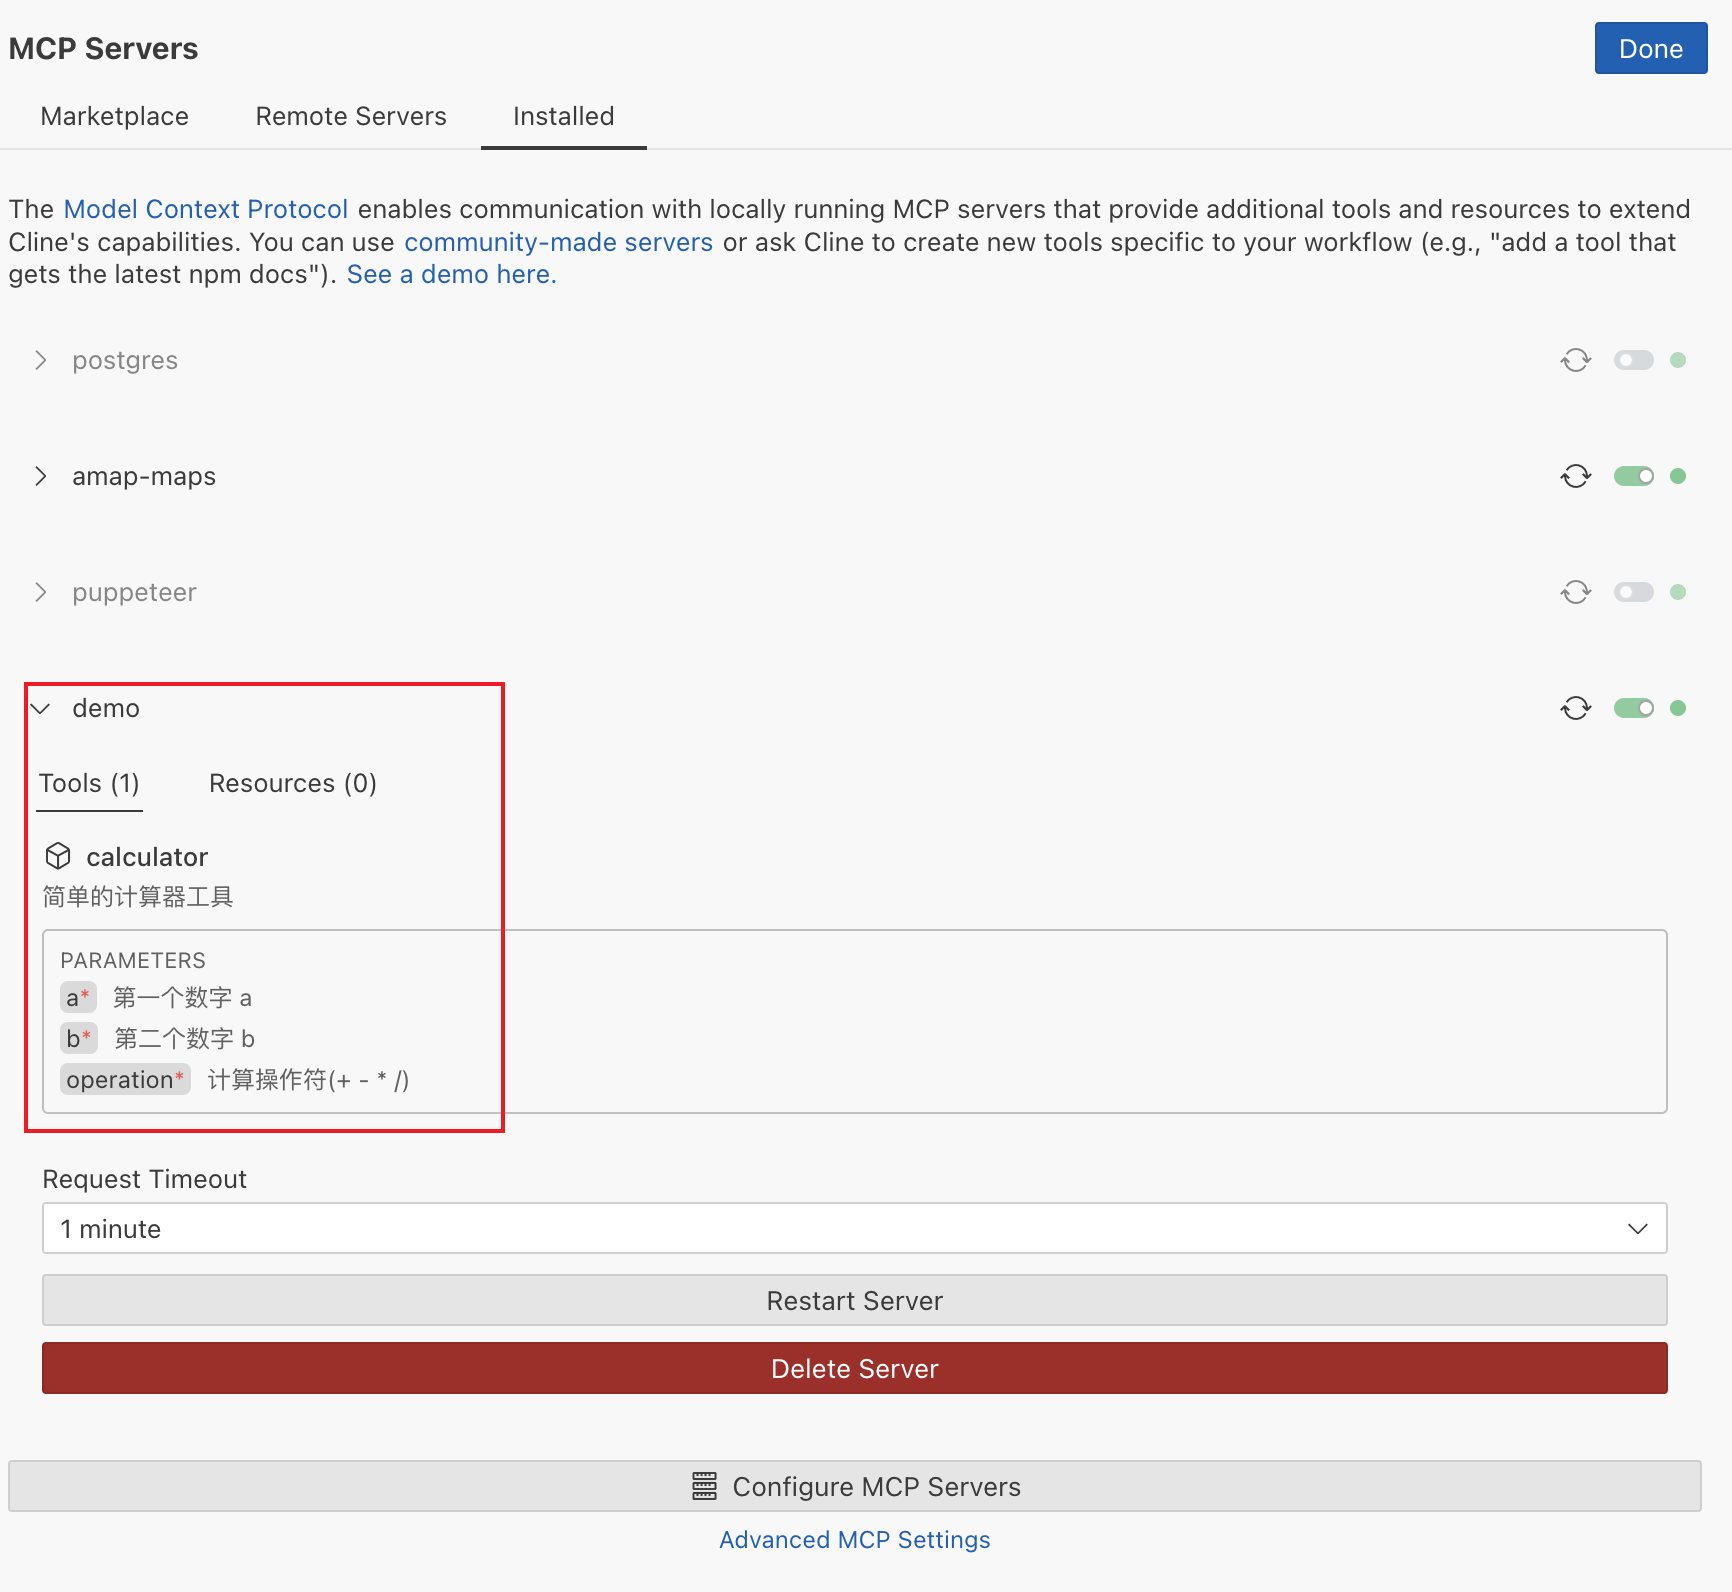 MCP Servers
Done
Marketplace Remote Servers Installed
The Model Context Protocol enables communication with locally running MCP servers that provide additional tools and resources to extend
Cline's capabilities. You can use community-made servers or ask Cline to create new tools specific to your workflow (e.g., "add a tool that
gets the latest npm docs"). See a demo here.
postgres
amap-maps
puppeteer
demo
Tools (1) Resources (0)
calculator
简单的计算器工具
PARAMETERS
a* 第一个数字 a
b* 第二个数字 b
operation* 计算操作符(+ - * /)
Request Timeout
1 minute
Restart Server
Delete Server
Configure MCP Servers
Advanced MCP Settings